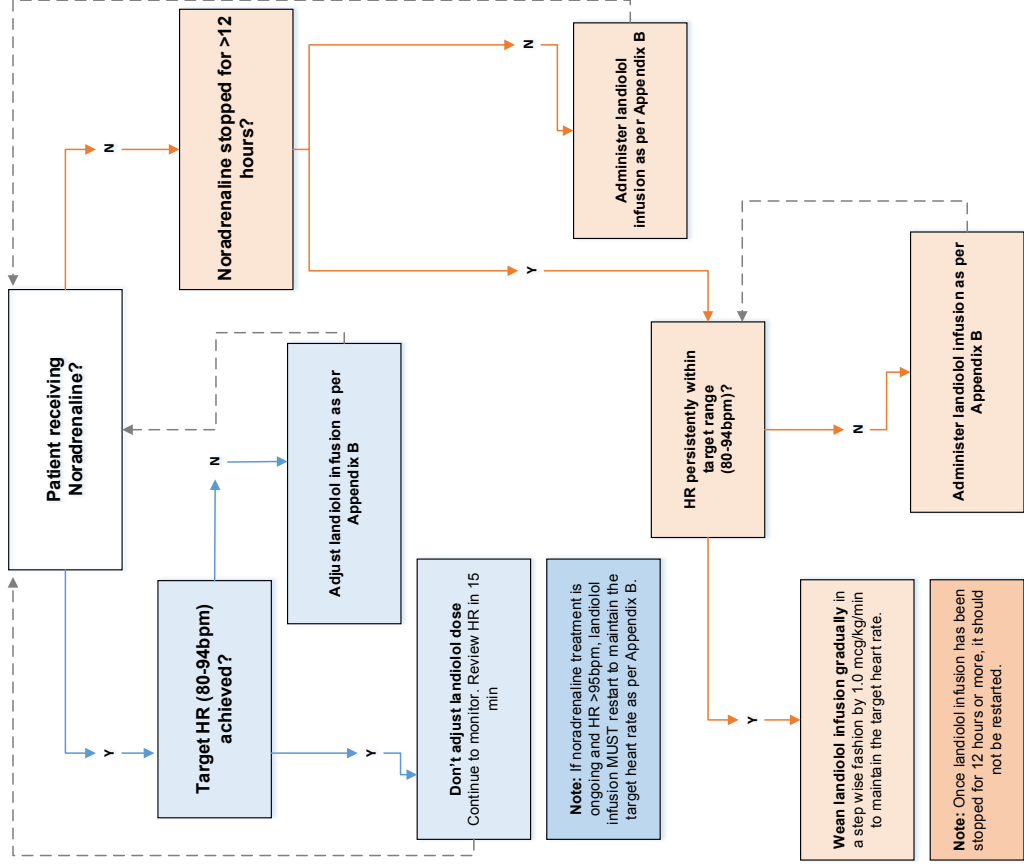 Patient receiving
Noradrenaline?
Y
N
Target HR (80-94bpm)
achieved?
N
Adjust landiolol infusion as per
Appendix B
Y
Don't adjust landiolol dose
Continue to monitor. Review HR in 15
min
Note: If noradrenaline treatment is
ongoing and HR >95bpm, landiolol
infusion MUST restart to maintain the
target heart rate as per Appendix B.
Noradrenaline stopped for >12
hours?
Y
N
Administer landiolol
infusion as per Appendix B
HR persistently within
target range
(80-94bpm)?
Y
N
Wean landiolol infusion gradually in
a step wise fashion by 1.0 mcg/kg/min
to maintain the target heart rate.
Note: Once landiolol infusion has been
stopped for 12 hours or more, it should
not be restarted.
Administer landiolol infusion as per
Appendix B